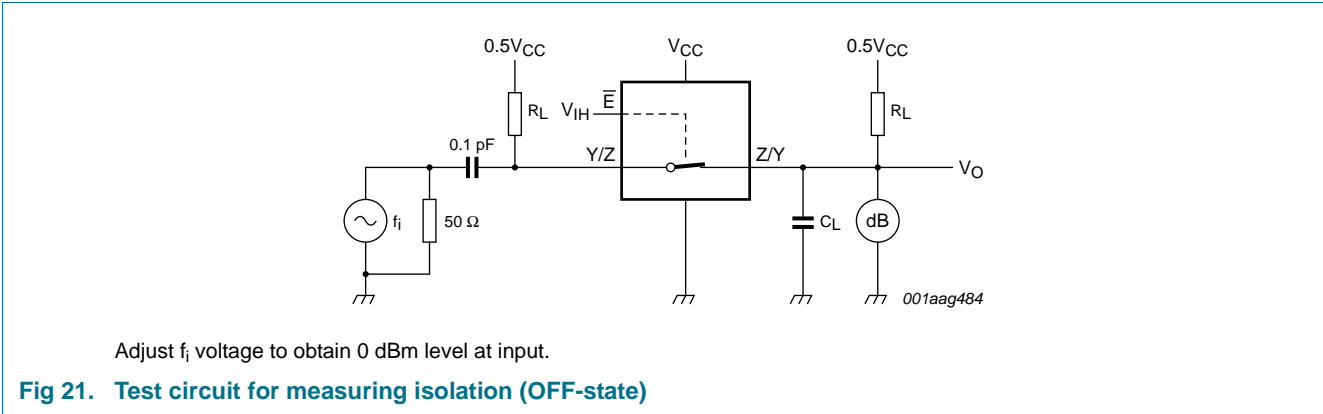 0.5VCC VCC 0.5VCC
RL VIH E̅ RL
0.1 pF Y/Z Z/Y VO
fi 50 Ω CL dB
001aag484
Adjust fi voltage to obtain 0 dBm level at input.
Fig 21. Test circuit for measuring isolation (OFF-state)